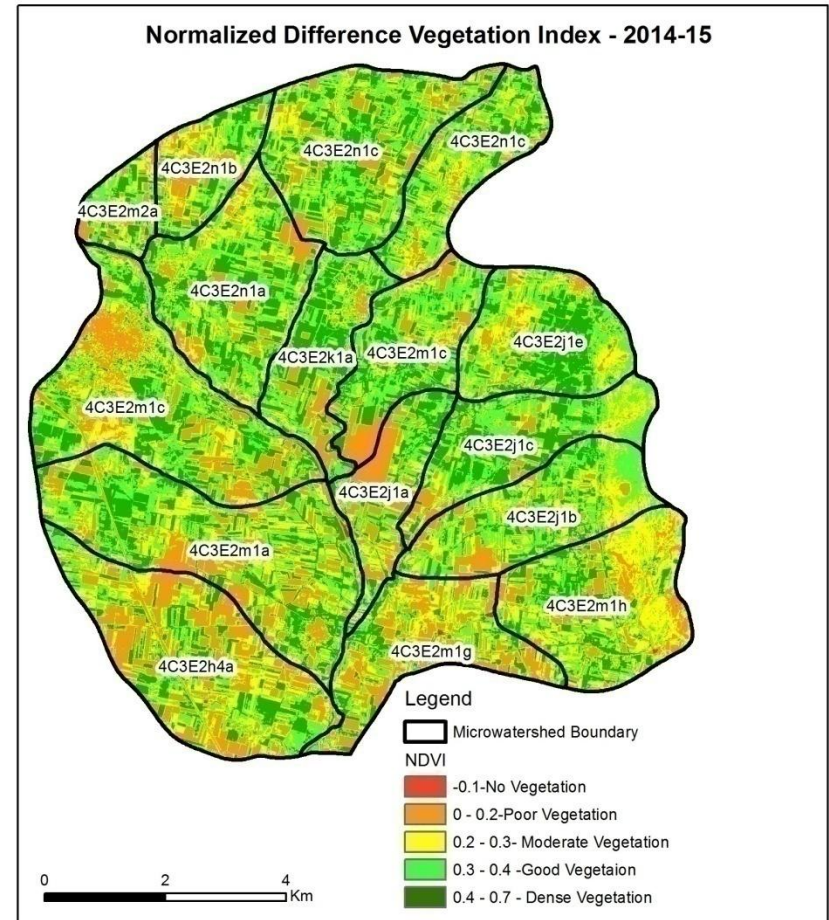 Normalized Difference Vegetation Index - 2014-15
4C3E2n1c
4C3E2n1c
4C3E2n1b
4C3E2m2a
4C3E2n1a
4C3E2k1a
4C3E2m1c
4C3E2j1e
4C3E2m1c
4C3E2j1c
4C3E2j1a
4C3E2j1b
4C3E2m1a
4C3E2m1h
4C3E2m1g
4C3E2h4a
Legend
Microwatershed Boundary
NDVI
-0.1-No Vegetation
0 - 0.2-Poor Vegetation
0.2 - 0.3- Moderate Vegetation
0.3 - 0.4 -Good Vegetaion
0.4 - 0.7 - Dense Vegetation
0 2 4
Km